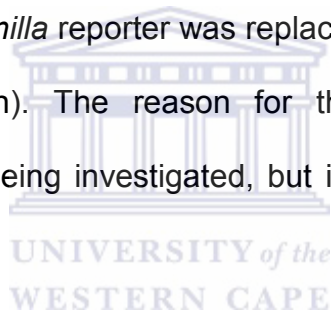 milla reporter was replac
n). The reason for th
eing investigated, but i
UNIVERSITY of the
WESTERN CAPE